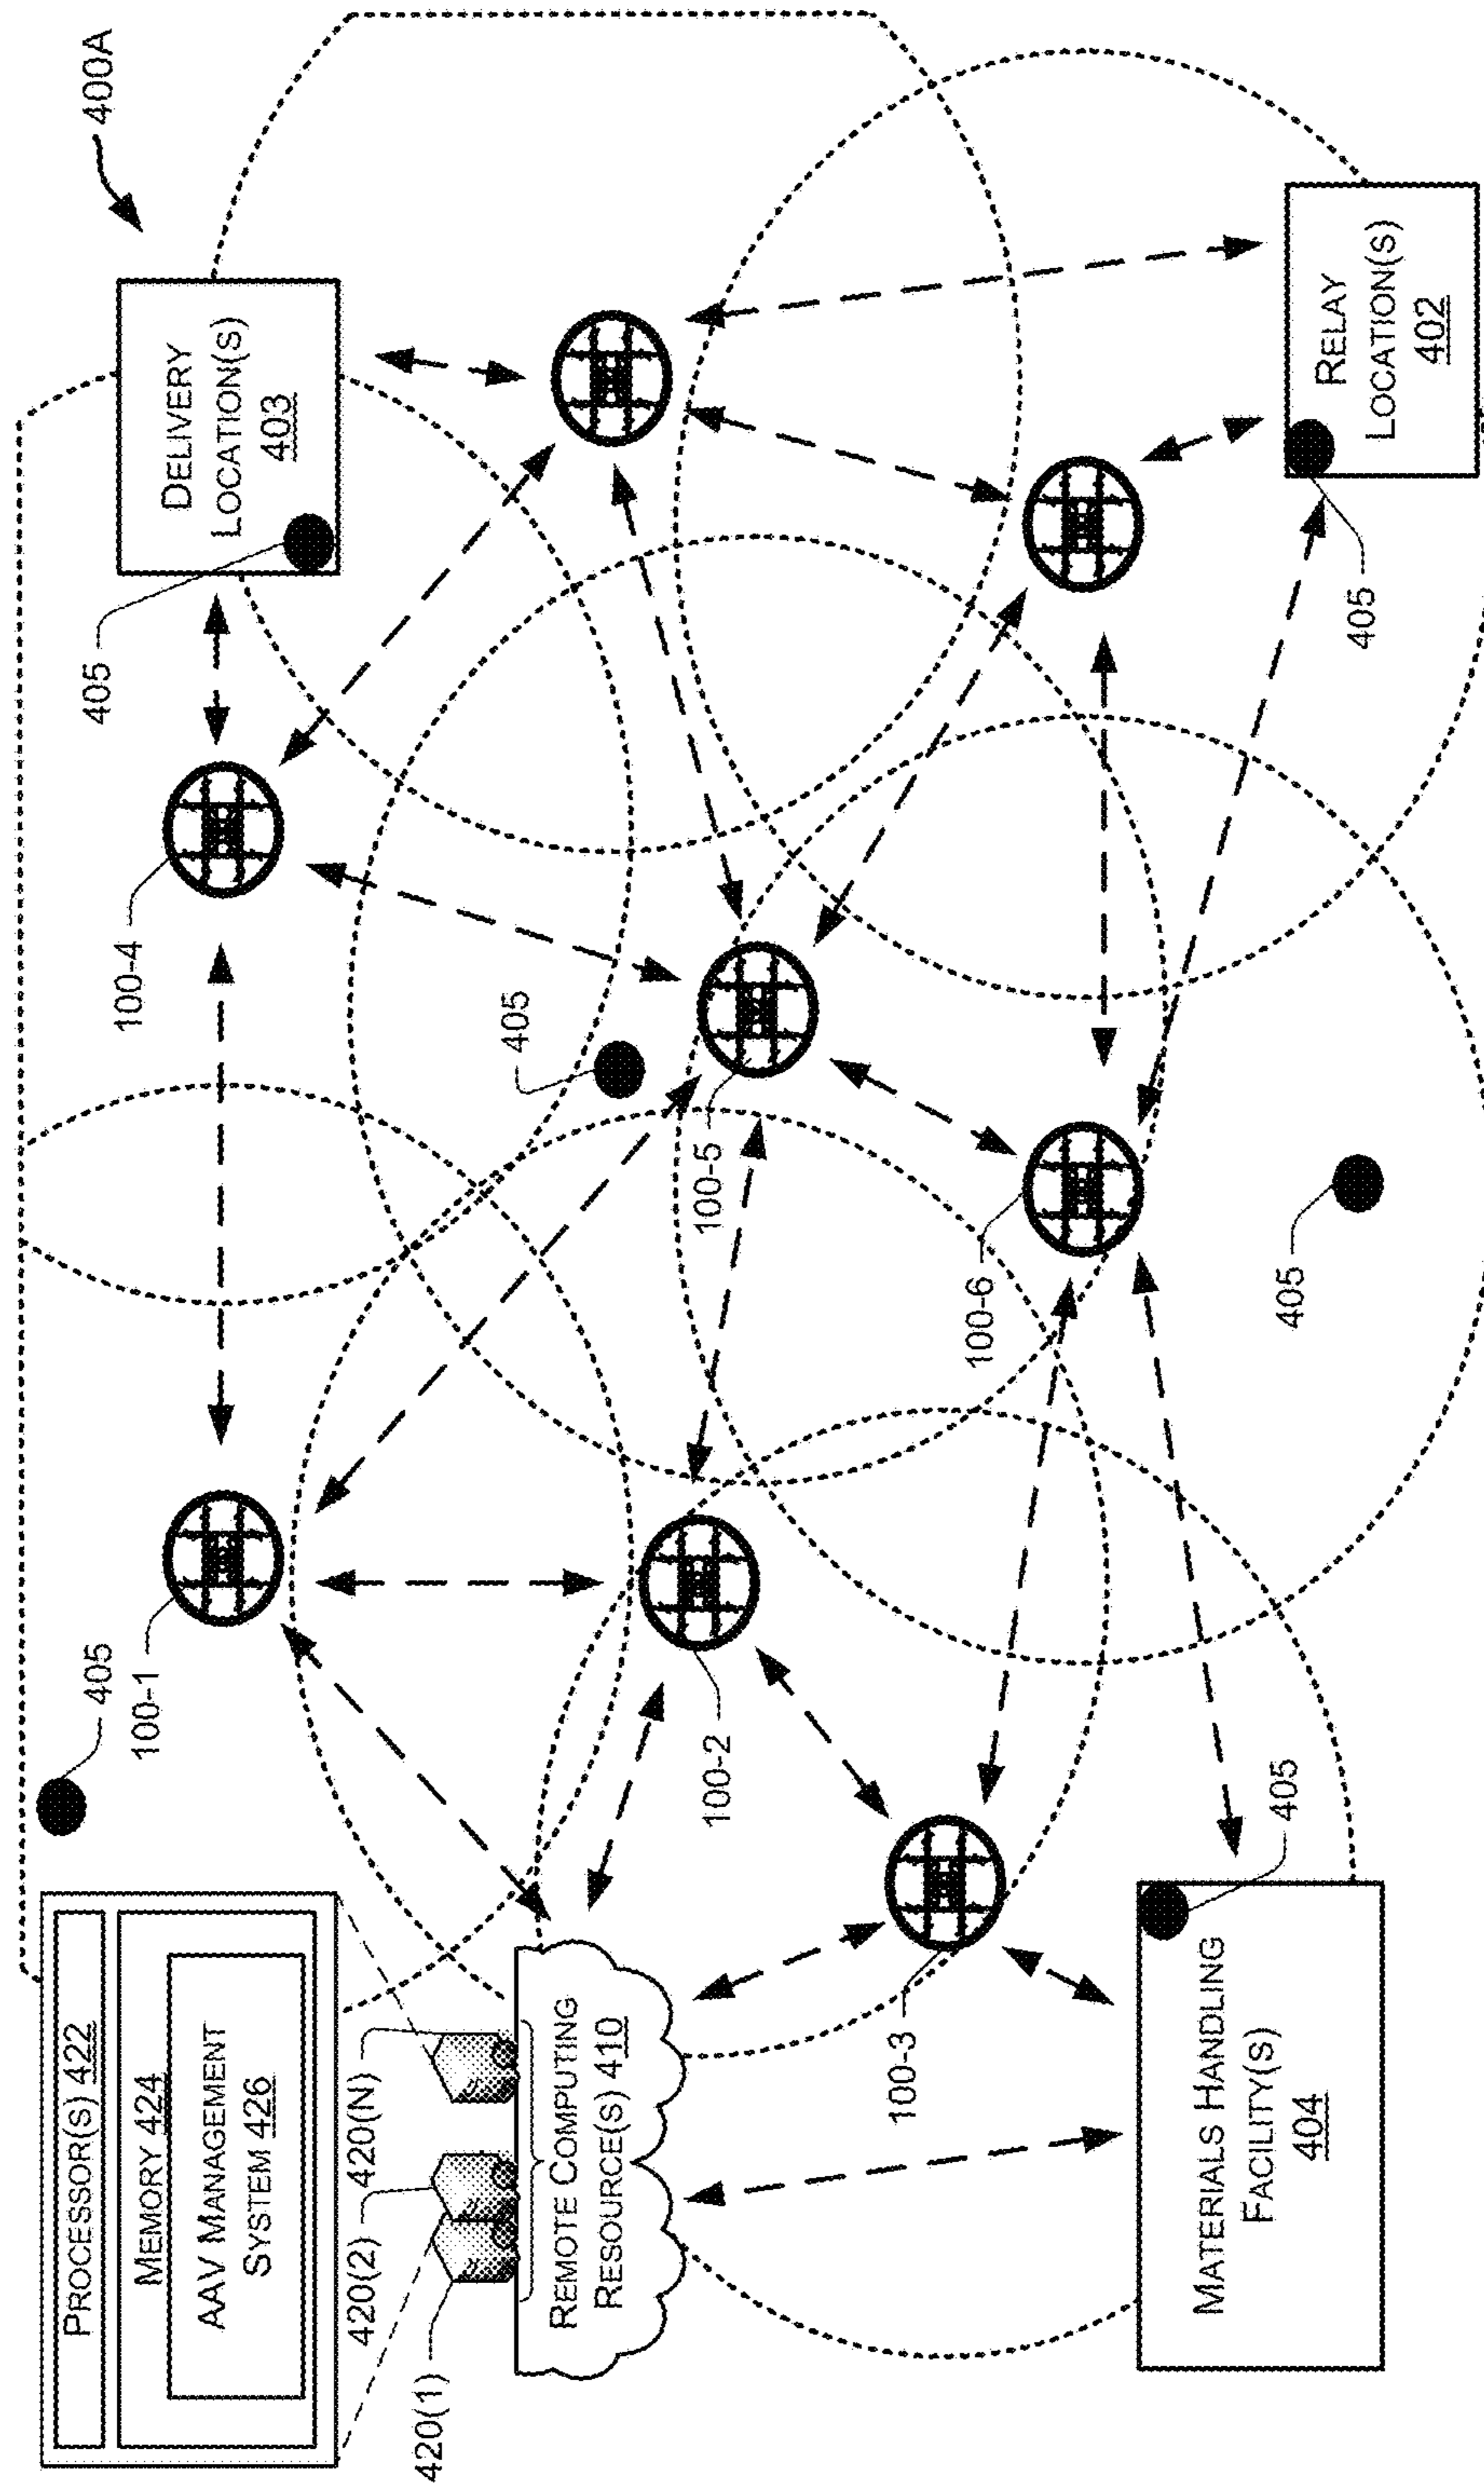 400A
PROCESSOR(S) 422
MEMORY 424
AAV MANAGEMENT
SYSTEM 426
405
100-1
100-4
405
DELIVERY
LOCATION(S)
403
420(1)
420(2)
420(N)
REMOTE COMPUTING
RESOURCE(S) 410
100-2
405
100-5
100-3
100-6
MATERIALS HANDLING
FACILITY(S)
404
405
405
405
RELAY
LOCATION(S)
402